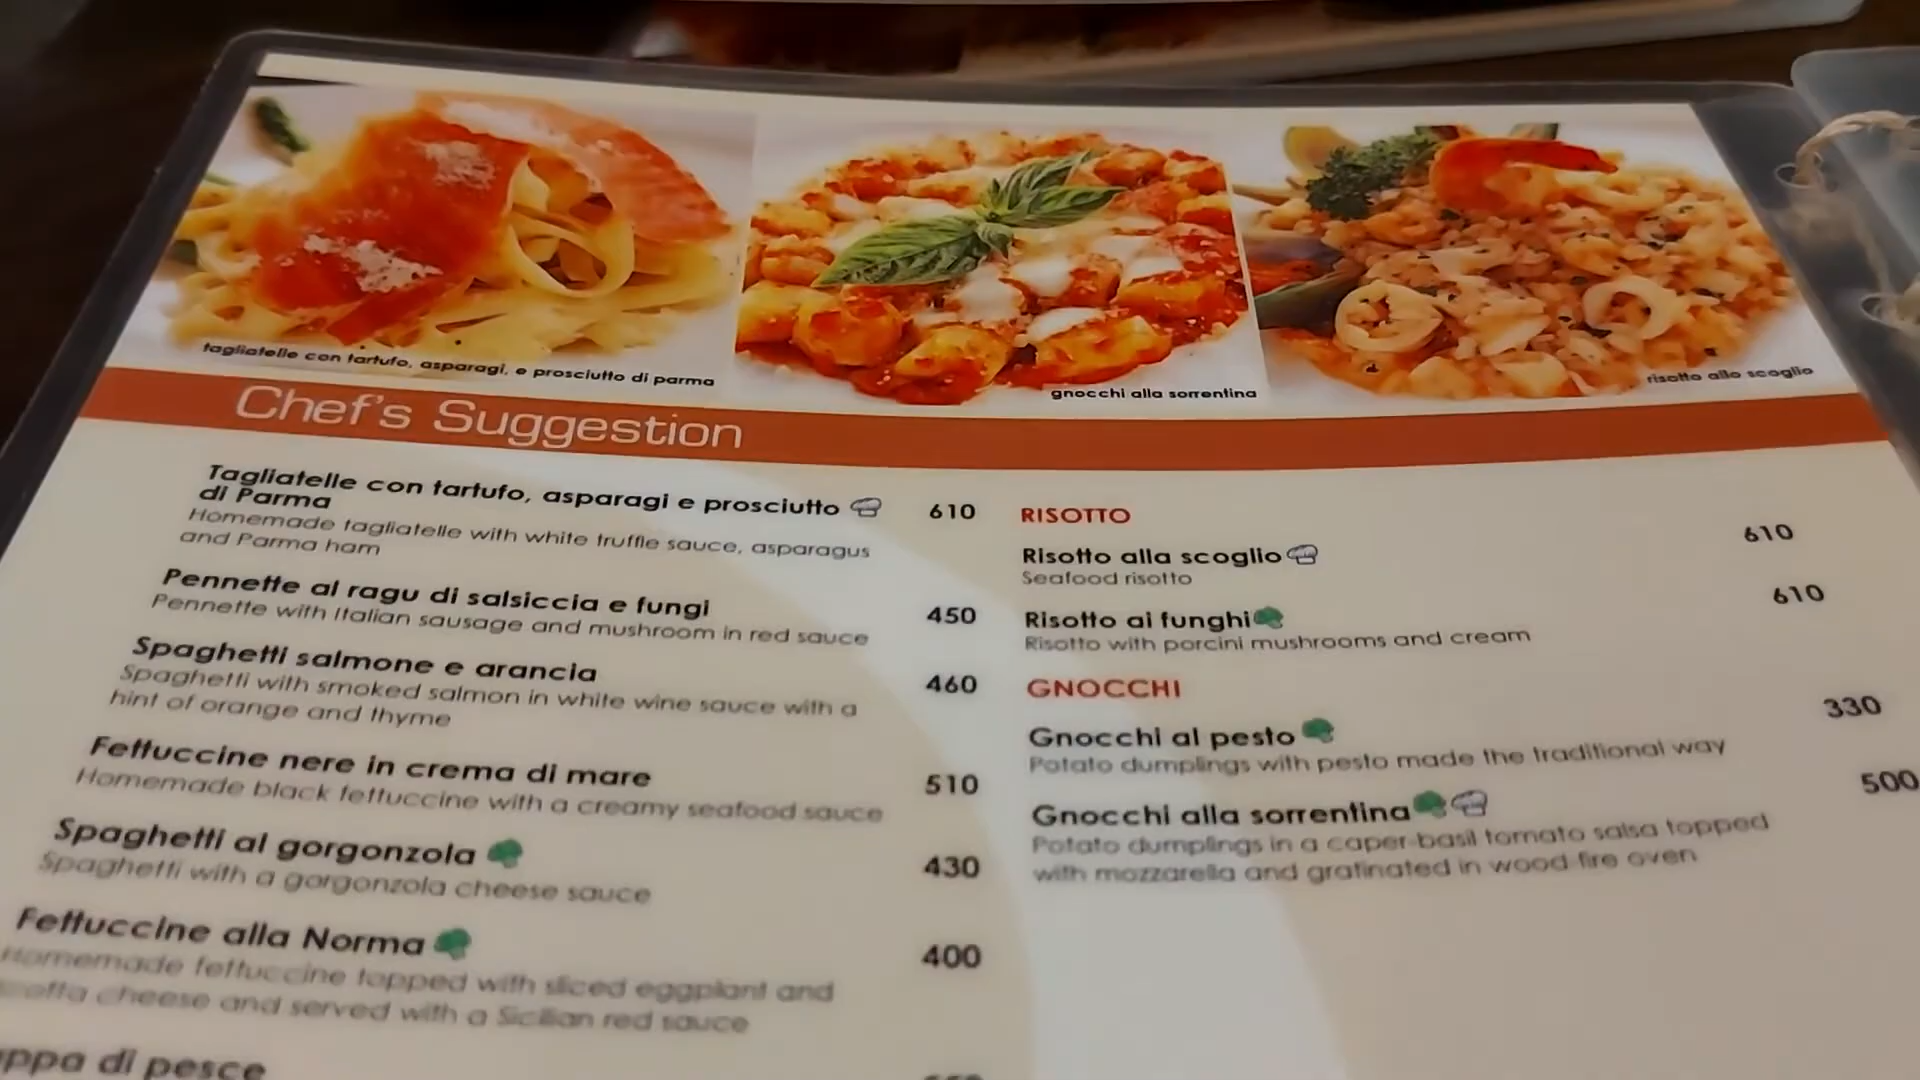 tagliatelle con tartufo, asparagi, e prosciutto di parma
gnocchi alla sorrentina
risotto allo scoglio
Chef's Suggestion
Tagliatelle con tartufo, asparagi e prosciutto
di Parma
610
Homemade tagliatelle with white truffle sauce, asparagus
and Parma ham
Pennette al ragu di salsiccia e fungi
450
Pennette with Italian sausage and mushroom in red sauce
Spaghetti salmone e arancia
460
Spaghetti with smoked salmon in white wine sauce with a
hint of orange and thyme
Fettuccine nere in crema di mare
510
Homemade black fettuccine with a creamy seafood sauce
Spaghetti al gorgonzola
430
Spaghetti with a gorgonzola cheese sauce
Fettuccine alla Norma
400
Homemade fettuccine topped with sliced eggplant and
cheese and served with a Sicilian red sauce
di pesce
RISOTTO
Risotto alla scoglio
610
Seafood risotto
Risotto ai funghi
610
Risotto with porcini mushrooms and cream
GNOCCHI
Gnocchi al pesto
330
Potato dumplings with pesto made the traditional way
Gnocchi alla sorrentina
500
Potato dumplings in a caper-basil tomato salsa topped
with mozzarella and gratinated in wood-fire oven